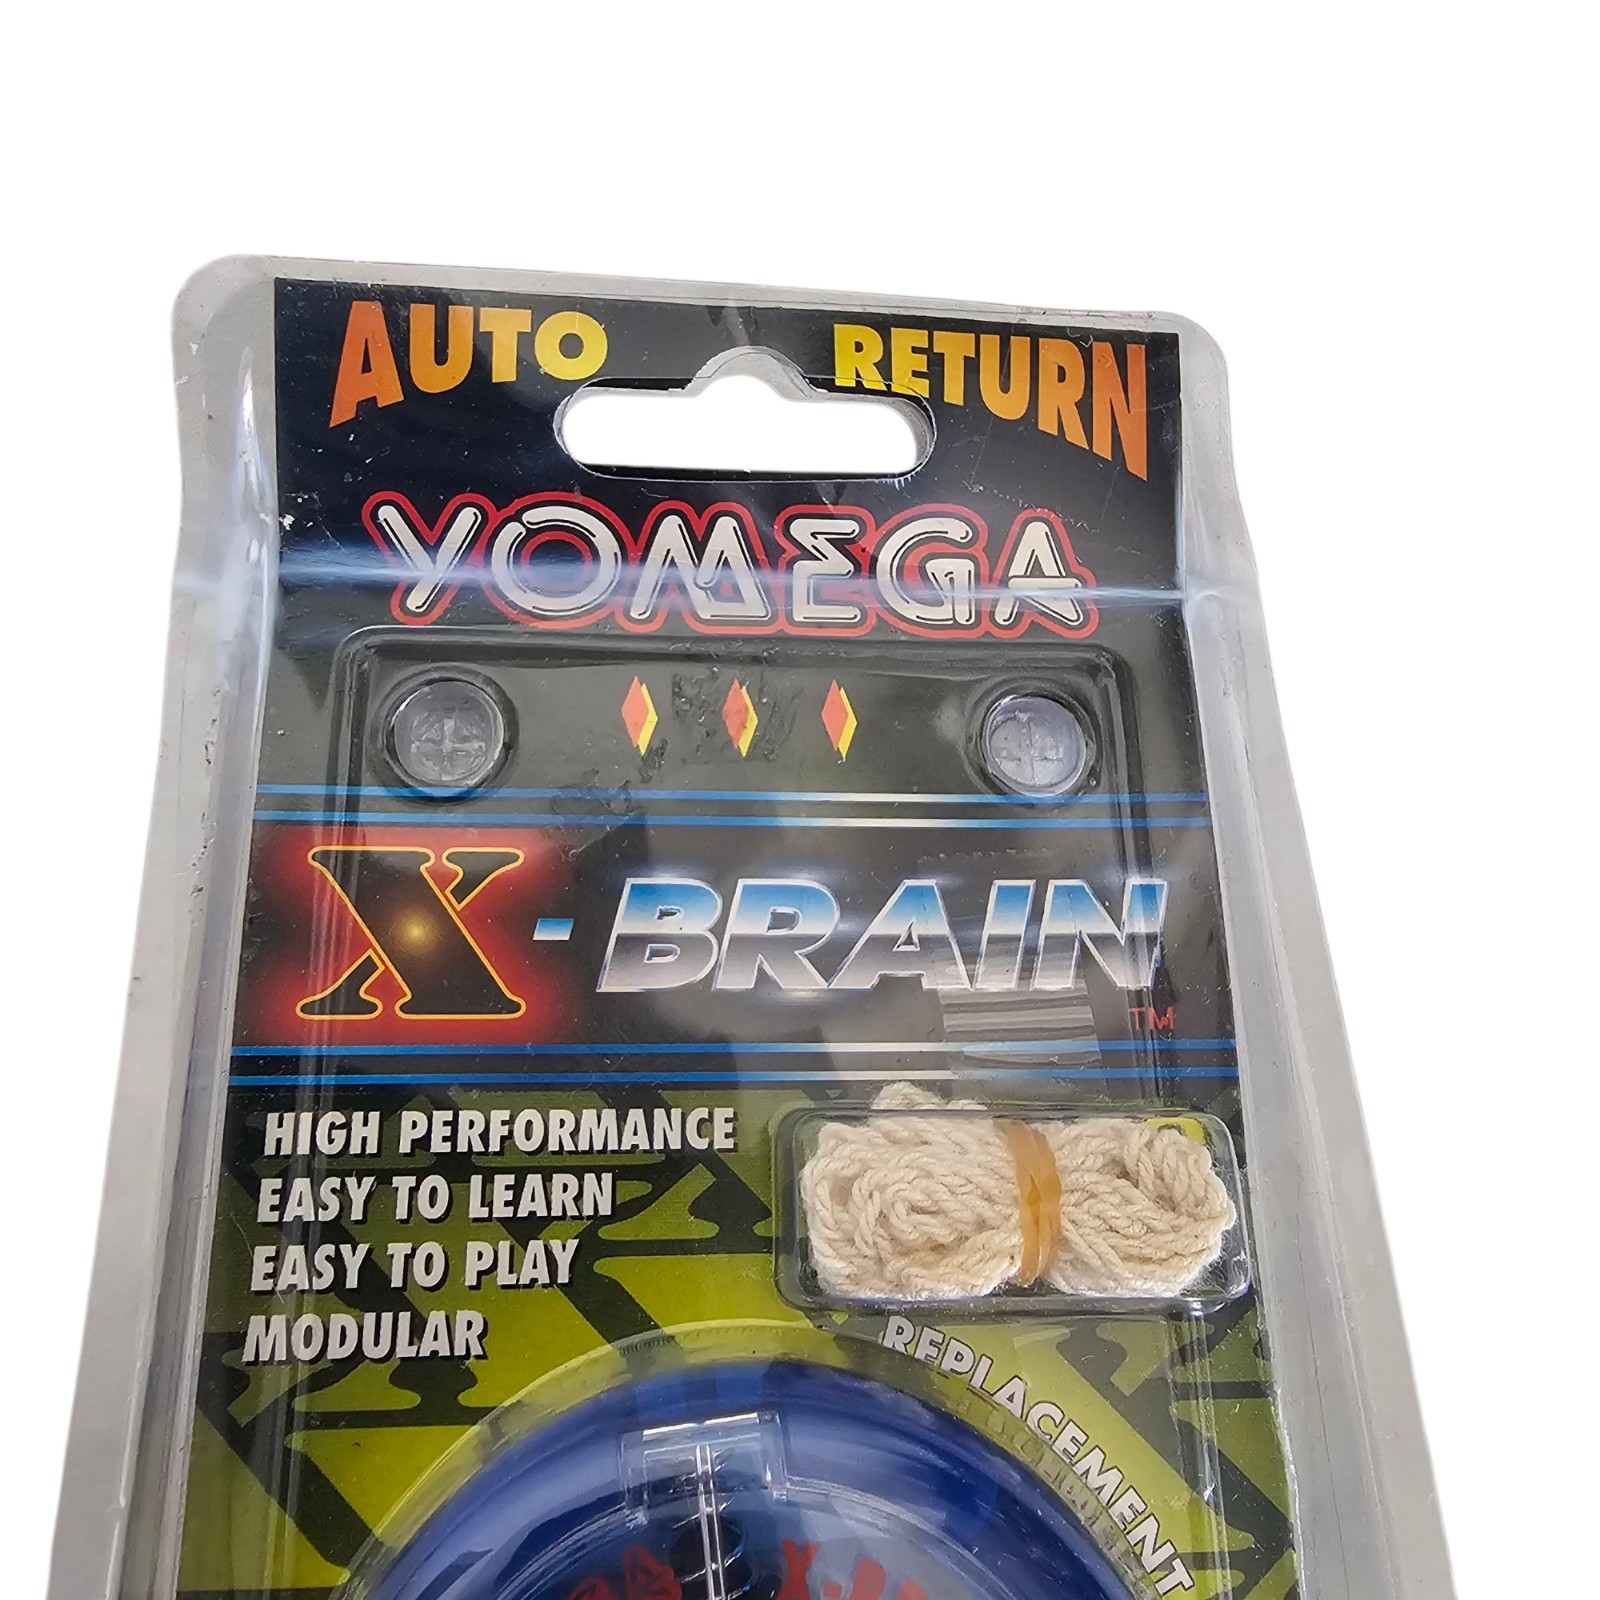 AUTO RETURN
YOMEGA
X-BRAIN
TM
HIGH PERFORMANCE
EASY TO LEARN
EASY TO PLAY
MODULAR
REPLACEMENT